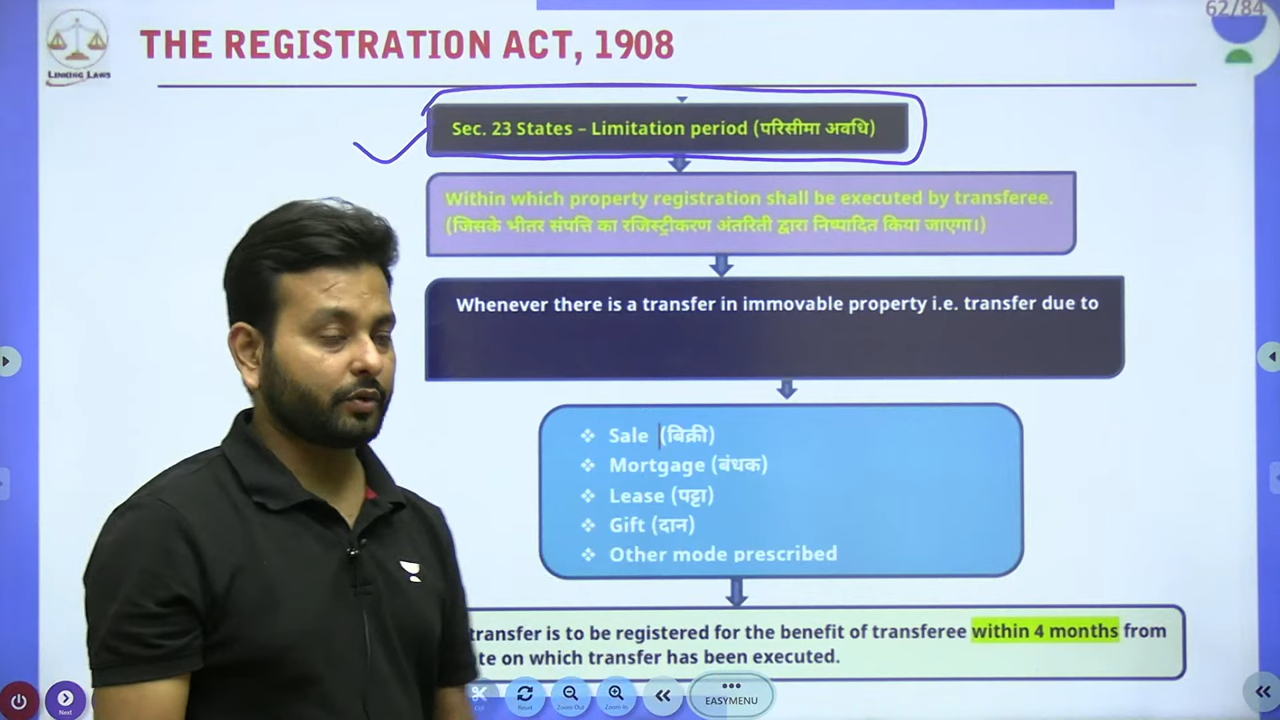 62/84
LINKING LAWS
THE REGISTRATION ACT, 1908
Sec. 23 States – Limitation period (परिसीमा अवधि)
Within which property registration shall be executed by transferee.
(जिसके भीतर संपत्ति का रजिस्ट्रीकरण अंतरिती द्वारा निष्पादित किया जाएगा।)
Whenever there is a transfer in immovable property i.e. transfer due to
❖ Sale (बिक्री)
❖ Mortgage (बंधक)
❖ Lease (पट्टा)
❖ Gift (दान)
❖ Other mode prescribed
transfer is to be registered for the benefit of transferee within 4 months from
te on which transfer has been executed.
Next
Reset
Zoom Out
Zoom In
EASYMENU